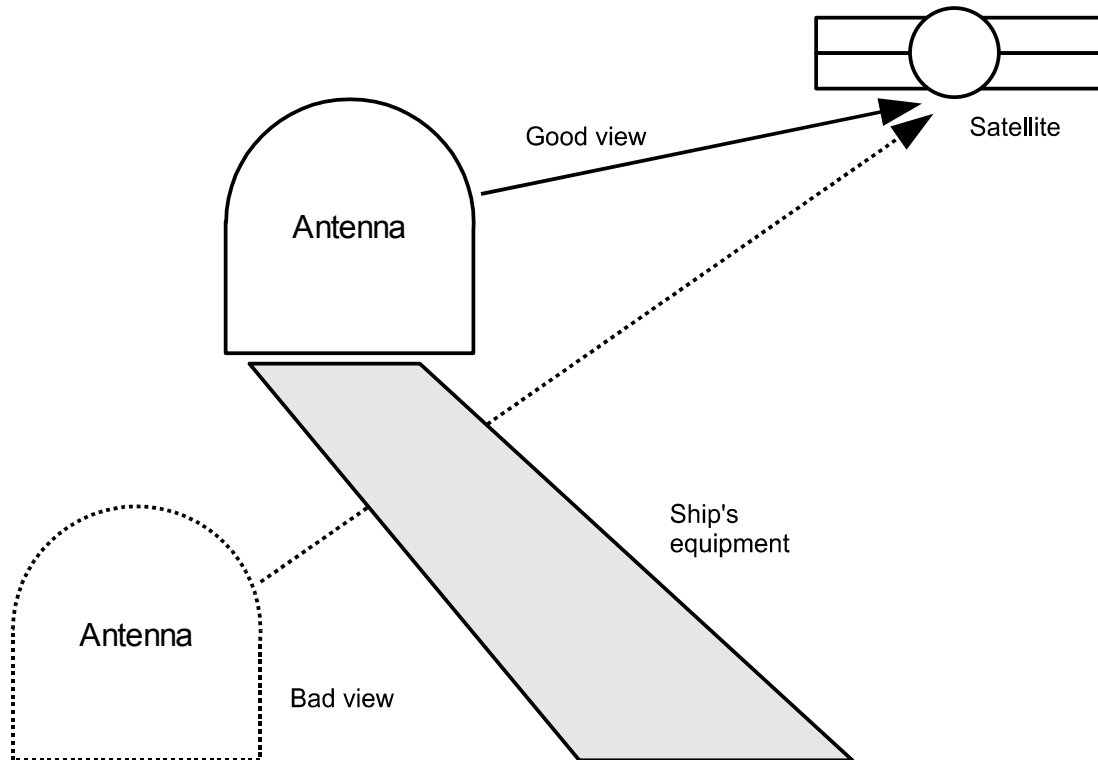 Good view
Satellite
Antenna
Ship's
equipment
Antenna
Bad view